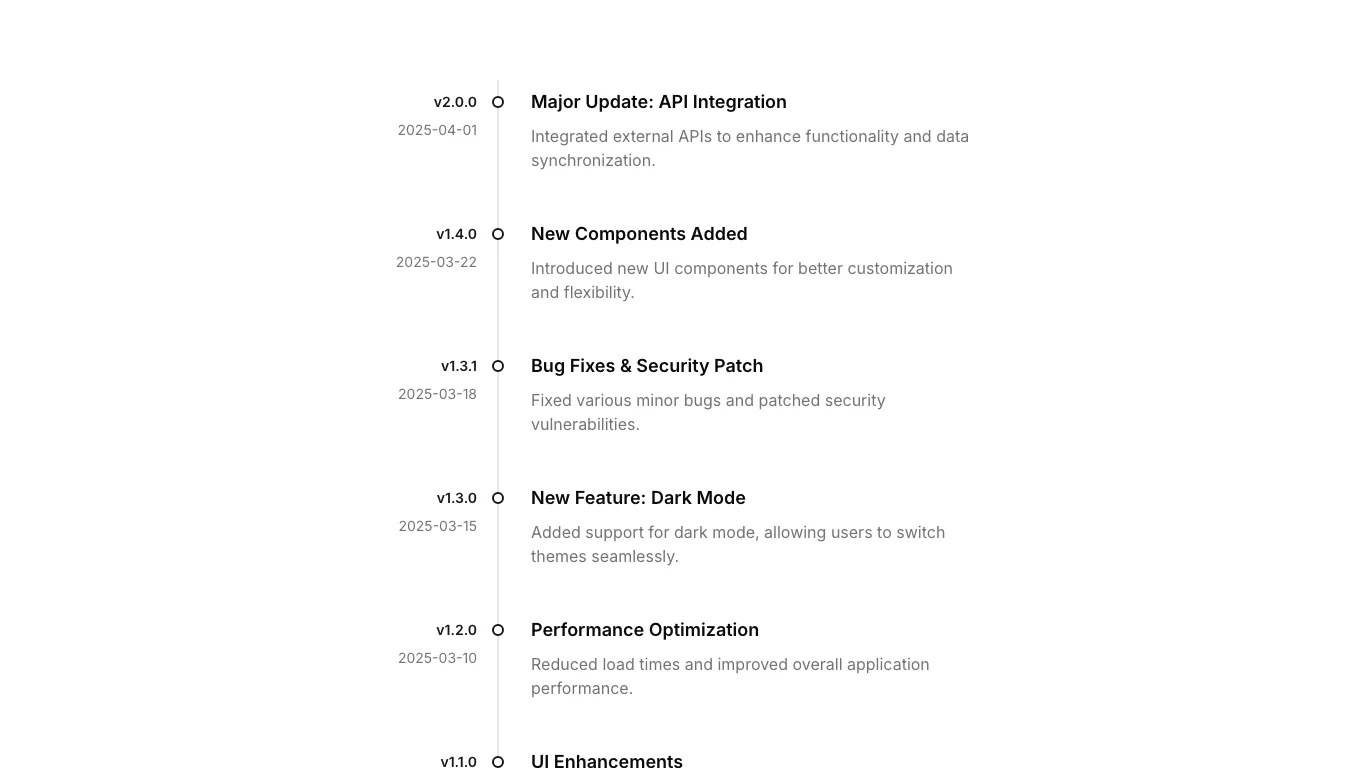 v2.0.0
2025-04-01
Major Update: API Integration
Integrated external APIs to enhance functionality and data
synchronization.
v1.4.0
2025-03-22
New Components Added
Introduced new UI components for better customization
and flexibility.
v1.3.1
2025-03-18
Bug Fixes & Security Patch
Fixed various minor bugs and patched security
vulnerabilities.
v1.3.0
2025-03-15
New Feature: Dark Mode
Added support for dark mode, allowing users to switch
themes seamlessly.
v1.2.0
2025-03-10
Performance Optimization
Reduced load times and improved overall application
performance.
v1.1.0
UI Enhancements